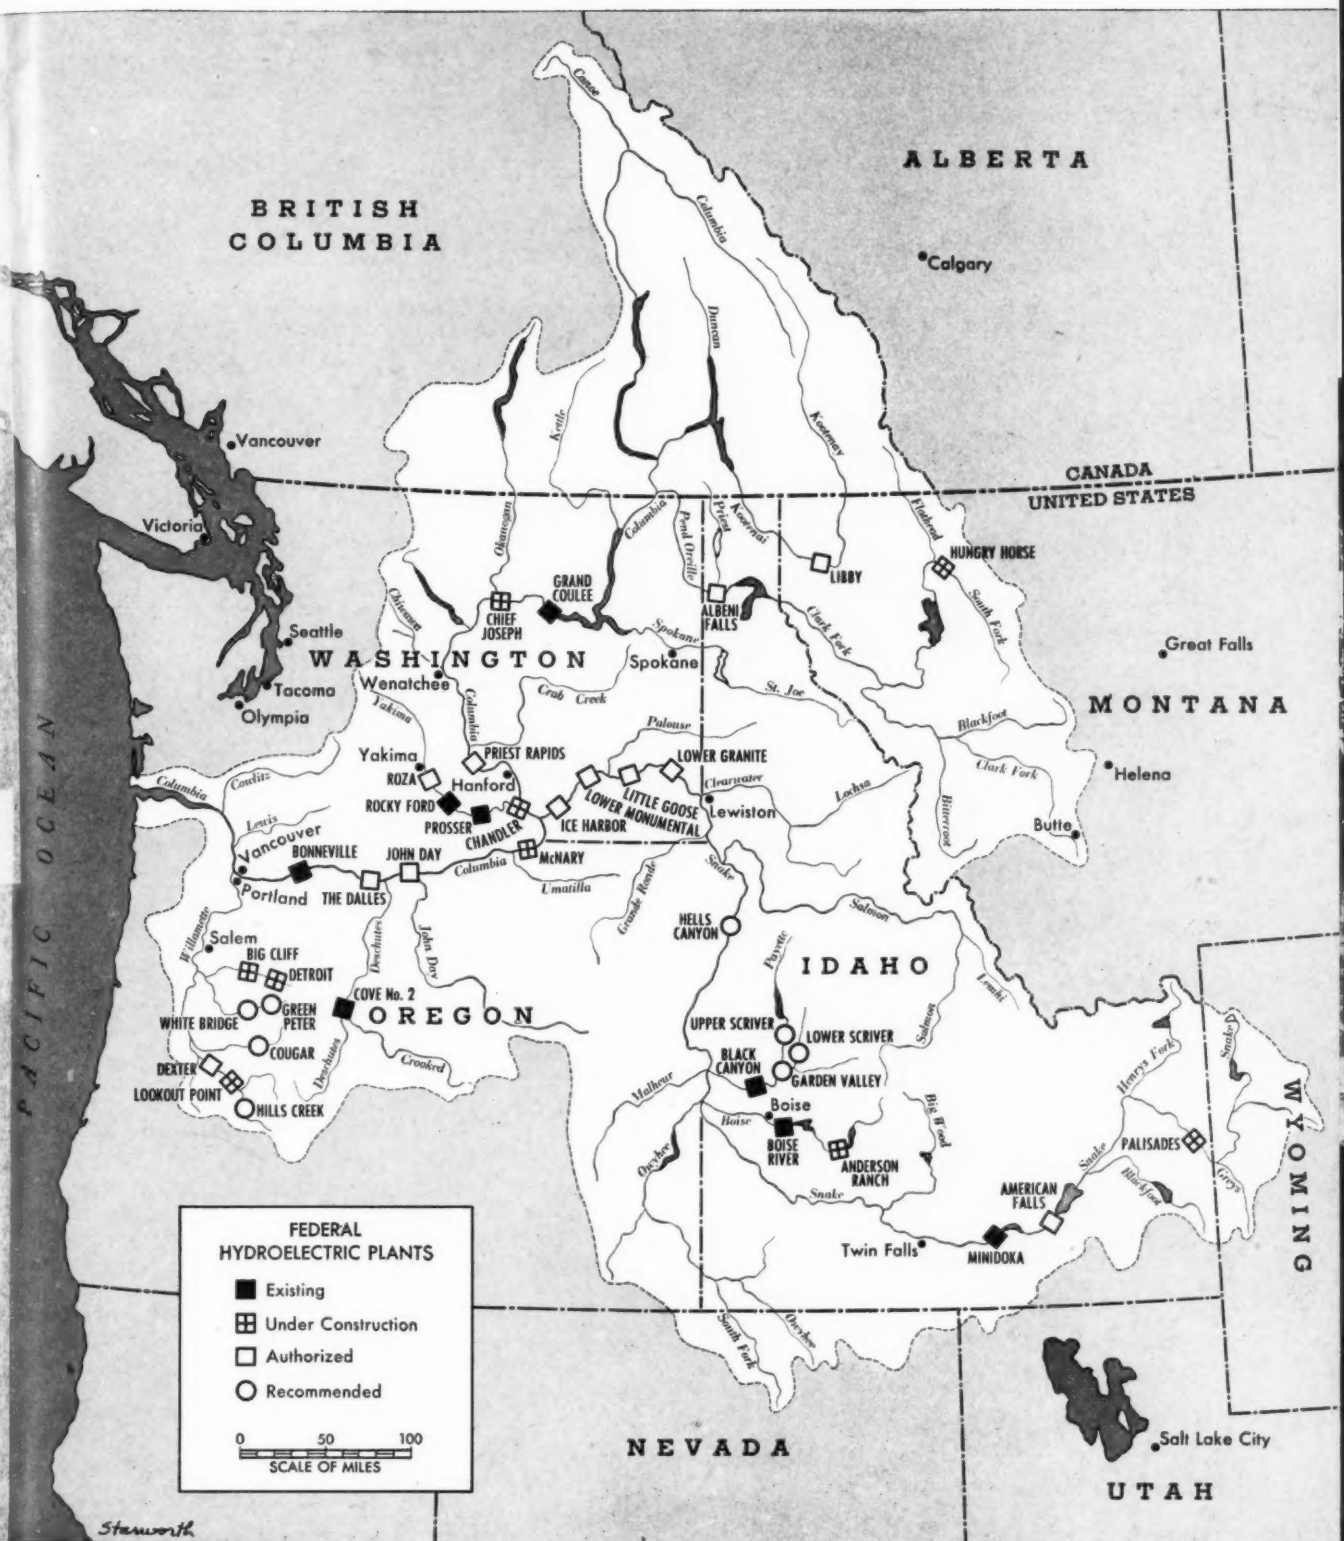 Canoe
ALBERTA
BRITISH
COLUMBIA
Columbia
Calgary
Duncan
Kettle
Kootenay
Vancouver
CANADA
UNITED STATES
Victoria
Okanogan
Columbia
Pend Oreille
Priest
Kootenai
Flathead
HUNGRY HORSE
LIBBY
GRAND
COULEE
CHIEF
JOSEPH
ALBENI
FALLS
Clark Fork
South Fork
Chiwawa
Seattle
WASHINGTON
Spokane
Spokane
Great Falls
Wenatchee
Tacoma
Olympia
Crab Creek
St. Joe
MONTANA
Yakima
Columbia
Palouse
Blackfoot
Yakima
PRIEST RAPIDS
LOWER GRANITE
Clark Fork
Helena
ROZA
Hanford
Clearwater
Lochsa
Columbia
Cowlitz
ROCKY FORD
LITTLE GOOSE
LOWER MONUMENTAL
Lewiston
PROSSER
CHANDLER
ICE HARBOR
Bitterroot
Butte
Lewis
Vancouver
BONNEVILLE
JOHN DAY
Columbia
McNARY
Snake
PACIFIC OCEAN
Portland
THE DALLES
Umatilla
Grande Ronde
Salmon
Willamette
Salem
HELLS
CANYON
Deschutes
John Day
Payette
BIG CLIFF
DETROIT
IDAHO
Lemhi
COVE No. 2
OREGON
GREEN
PETER
WHITE BRIDGE
UPPER SCRIVER
LOWER SCRIVER
Salmon
Snake
COUGAR
Crooked
Deschutes
DEXTER
LOOKOUT POINT
HILLS CREEK
BLACK
CANYON
GARDEN VALLEY
Henrys Fork
Malheur
Boise
Boise
BOISE
RIVER
Big Wood
WYOMING
PALISADES
Owyhee
ANDERSON
RANCH
Snake
Blackfoot
Greys
AMERICAN
FALLS
Snake
Twin Falls
MINIDOKA
FEDERAL
HYDROELECTRIC PLANTS
Existing
Under Construction
Authorized
Recommended
0 50 100
SCALE OF MILES
South Fork
Owyhee
NEVADA
Salt Lake City
UTAH
Starworth